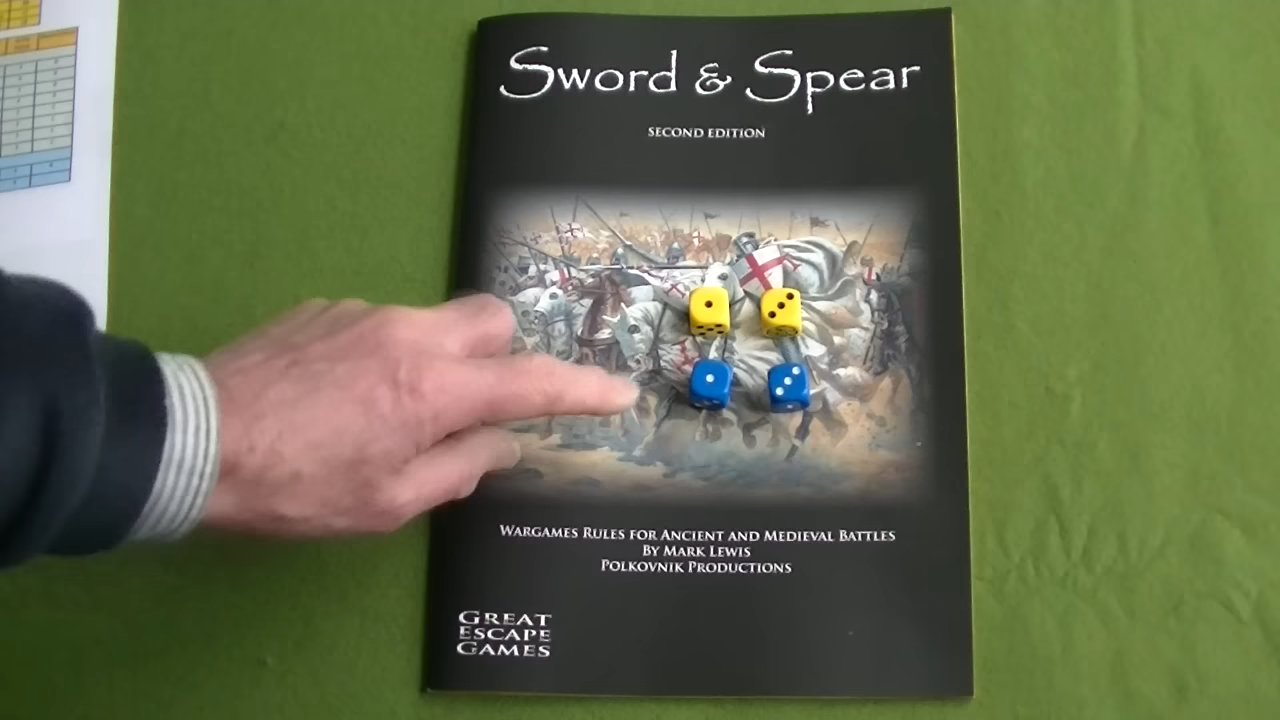 Sword & Spear
SECOND EDITION
WARGAMES RULES FOR ANCIENT AND MEDIEVAL BATTLES
BY MARK LEWIS
POLKOVNIK PRODUCTIONS
GREAT
ESCAPE
GAMES